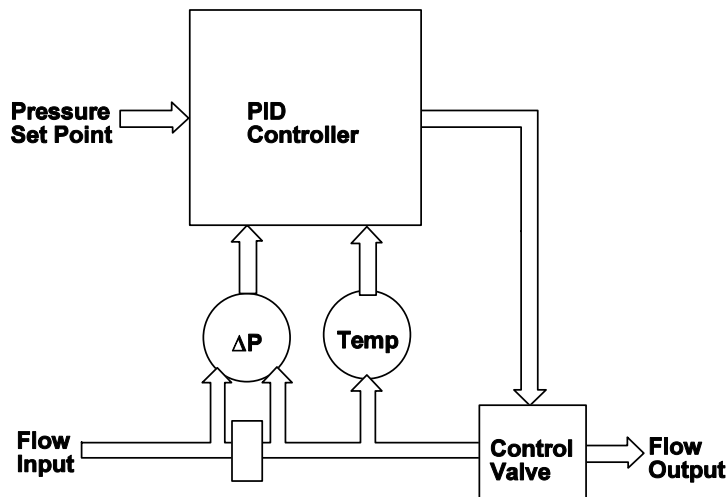 Pressure
Set Point
PID
Controller
ΔP
Temp
Flow
Input
Control
Valve
Flow
Output